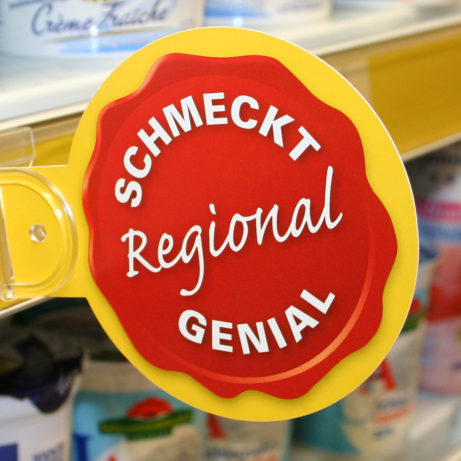 Crème Fraîche
SCHMECKT
Regional
GENIAL